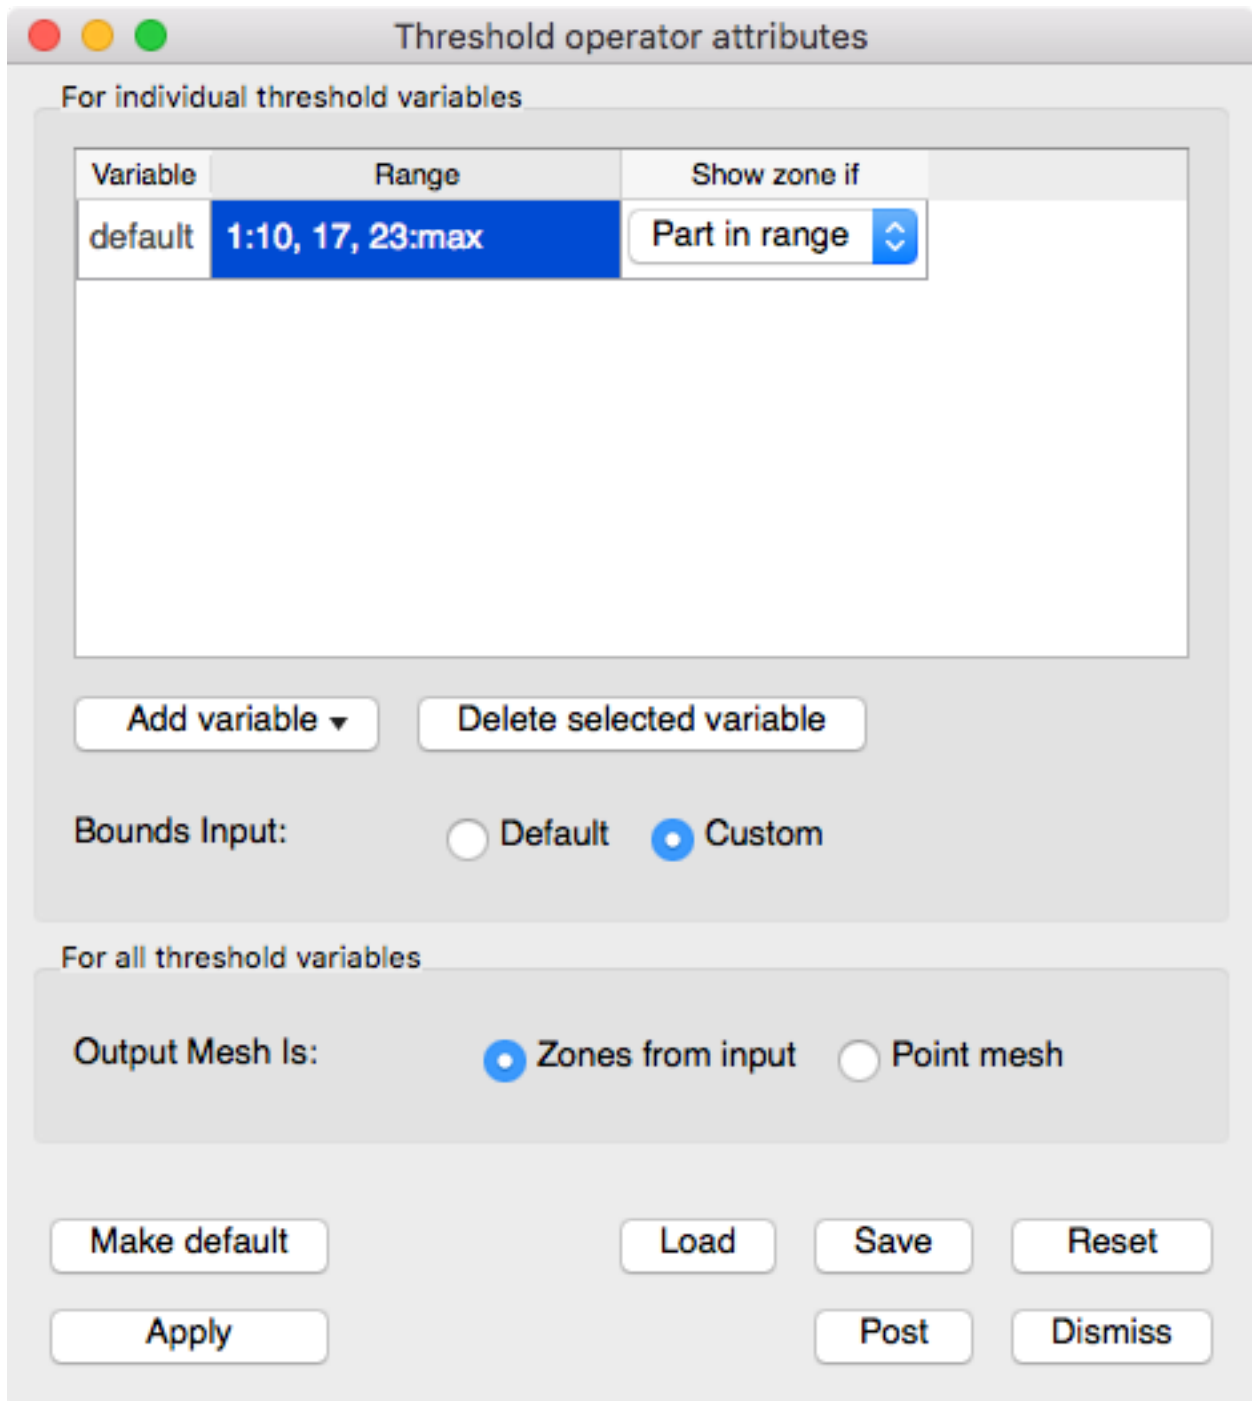 Threshold operator attributes
For individual threshold variables
Variable Range Show zone if
default 1:10, 17, 23:max Part in range
Add variable Delete selected variable
Bounds Input: Default Custom
For all threshold variables
Output Mesh Is: Zones from input Point mesh
Make default Load Save Reset
Apply Post Dismiss